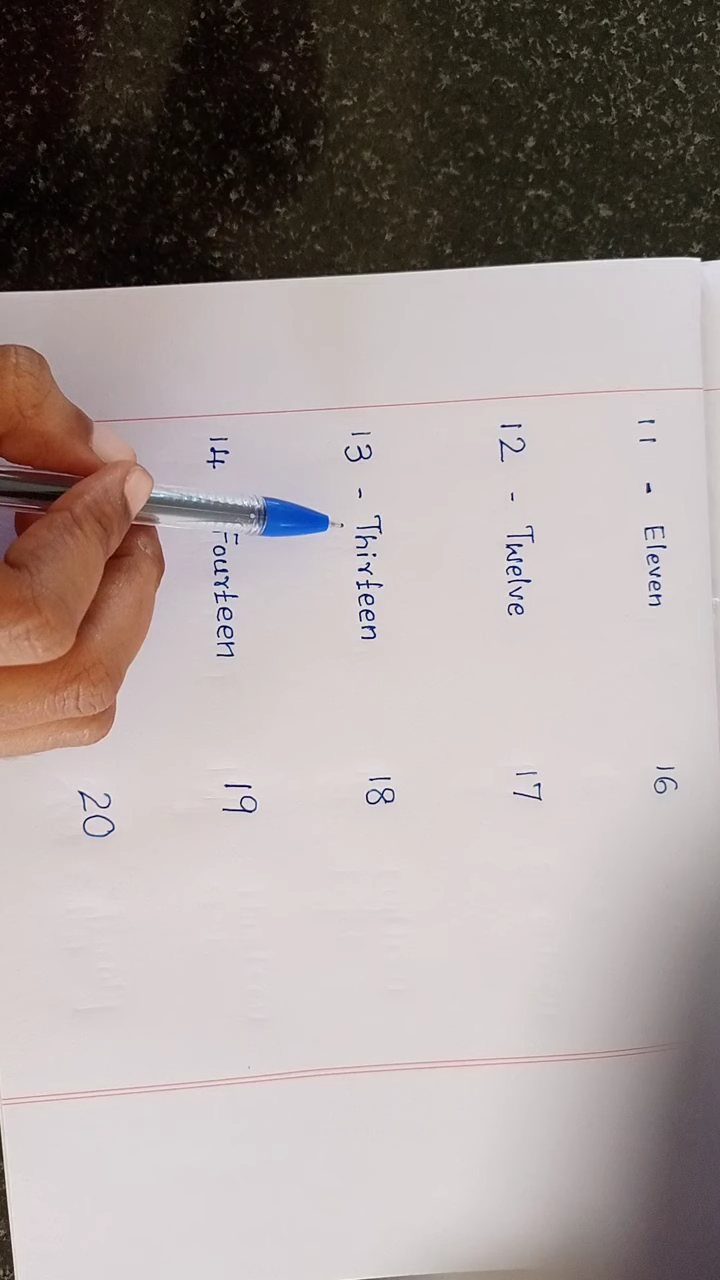 11 - Eleven 16
12 - Twelve 17
13 - Thirteen 18
14 Fourteen 19
20